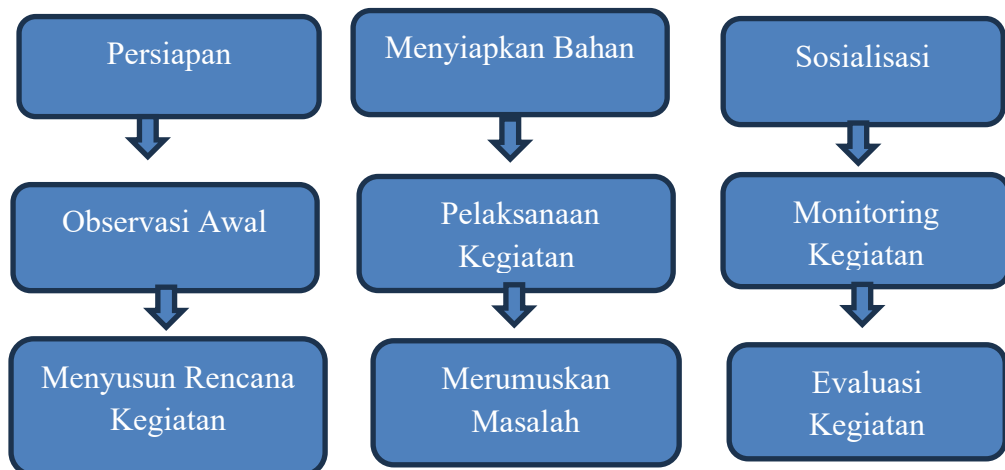 Persiapan
Observasi Awal
Menyusun Rencana
Kegiatan
Menyiapkan Bahan
Pelaksanaan
Kegiatan
Merumuskan
Masalah
Sosialisasi
Monitoring
Kegiatan
Evaluasi
Kegiatan